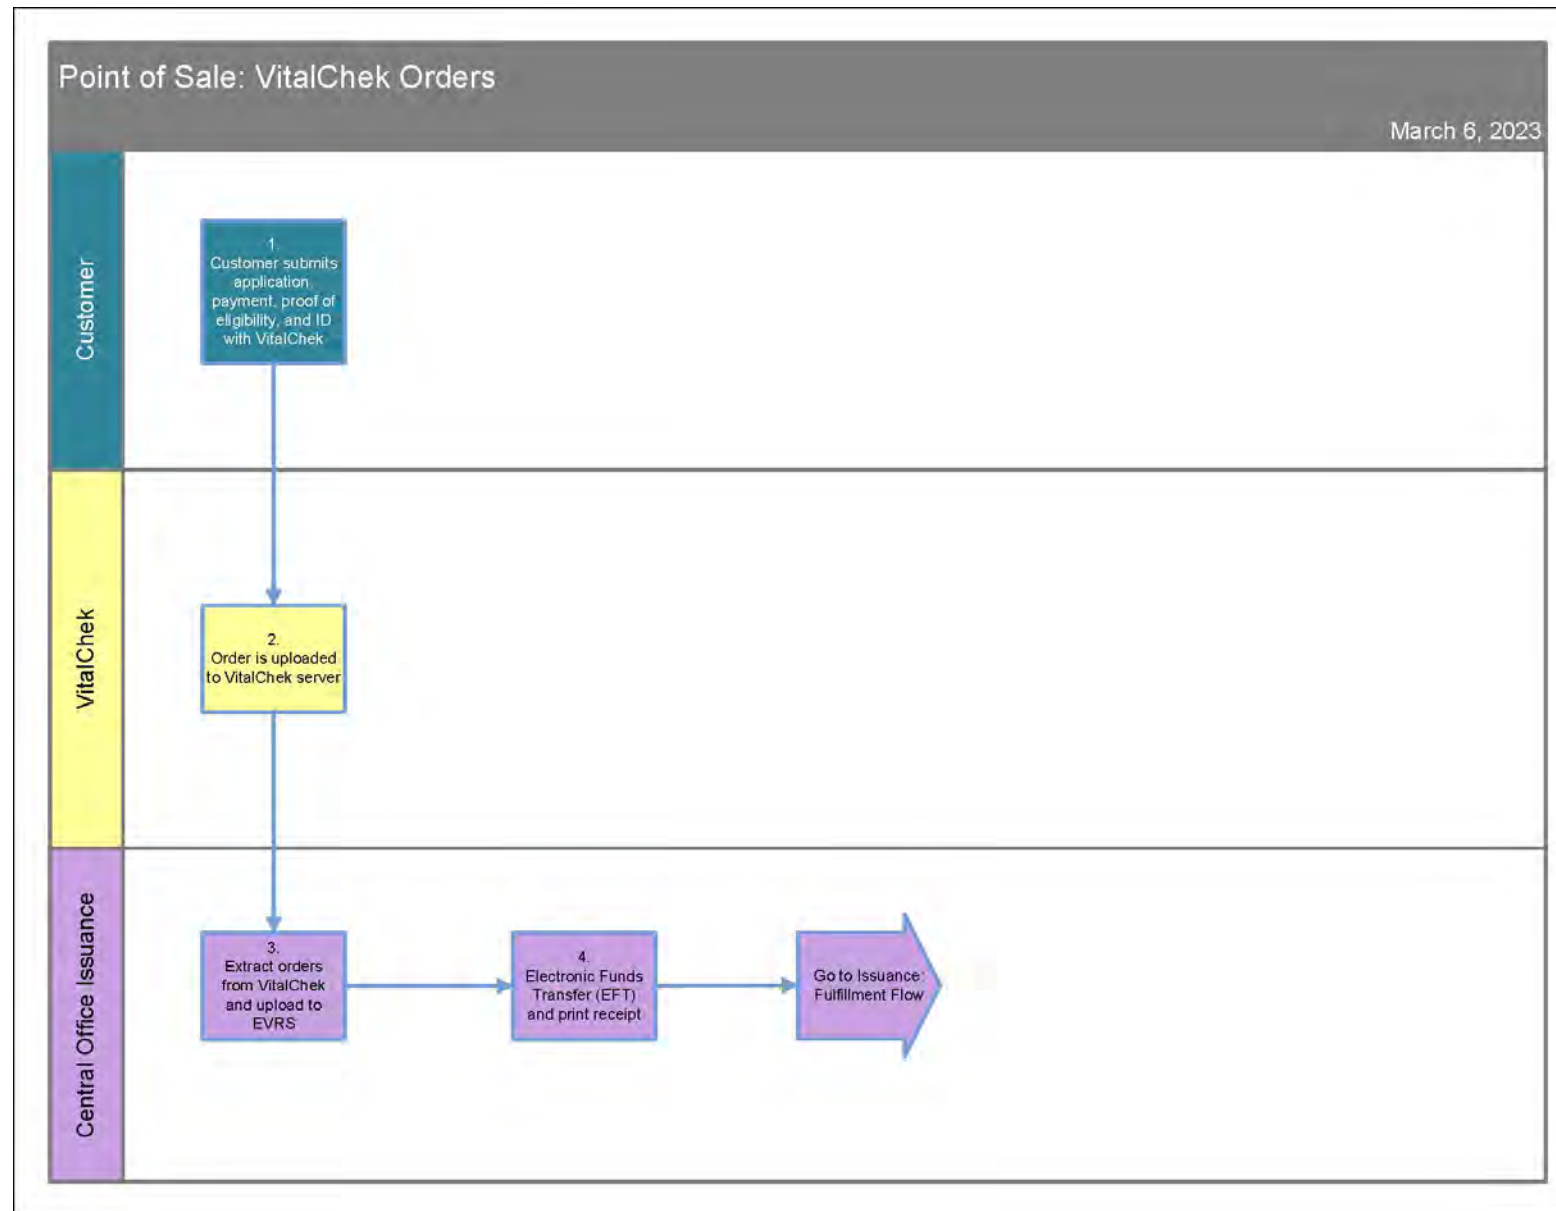 Point of Sale: VitalChek Orders
March 6, 2023
Customer
1.
Customer submits
application,
payment, proof of
eligibility, and ID
with VitalChek
VitalChek
2.
Order is uploaded
to VitalChek server
Central Office Issuance
3.
Extract orders
from VitalChek
and upload to
EVRS
4.
Electronic Funds
Transfer (EFT)
and print receipt
Go to Issuance:
Fulfillment Flow